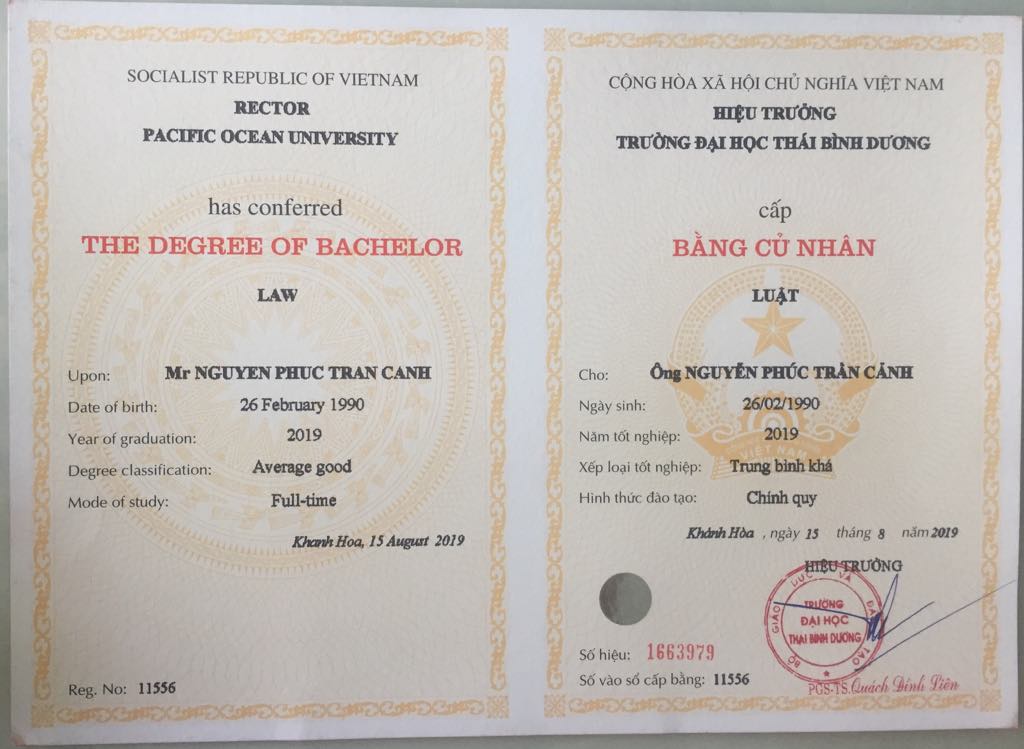 SOCIALIST REPUBLIC OF VIETNAM
RECTOR
PACIFIC OCEAN UNIVERSITY
has conferred
THE DEGREE OF BACHELOR
LAW
Upon: Mr NGUYEN PHUC TRAN CANH
Date of birth: 26 February 1990
Year of graduation: 2019
Degree classification: Average good
Mode of study: Full-time
Khanh Hoa, 15 August 2019
Reg. No: 11556
CỘNG HÒA XÃ HỘI CHỦ NGHĨA VIỆT NAM
HIỆU TRƯỞNG
TRƯỜNG ĐẠI HỌC THÁI BÌNH DƯƠNG
cấp
BẰNG CỬ NHÂN
LUẬT
Cho: Ông NGUYỄN PHÚC TRẦN CẢNH
Ngày sinh: 26/02/1990
Năm tốt nghiệp: 2019
Xếp loại tốt nghiệp: Trung bình khá
Hình thức đào tạo: Chính quy
Khánh Hòa , ngày 15 tháng 8 năm 2019
HIỆU TRƯỞNG
BỘ GIÁO DỤC VÀ ĐÀO TẠO
TRƯỜNG
ĐẠI HỌC
THÁI BÌNH DƯƠNG
Số hiệu: 1663979
Số vào sổ cấp bằng: 11556
PGS-TS.Quách Đình Liên